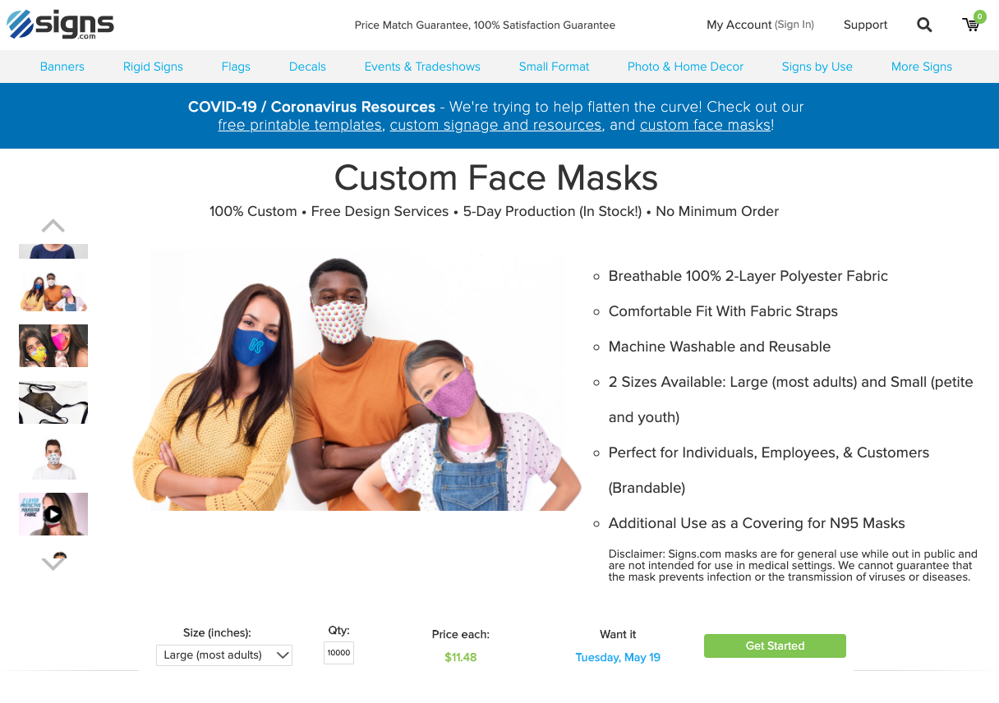 signs
.com
Price Match Guarantee, 100% Satisfaction Guarantee
My Account (Sign In)
Support
0
Banners
Rigid Signs
Flags
Decals
Events & Tradeshows
Small Format
Photo & Home Decor
Signs by Use
More Signs
COVID-19 / Coronavirus Resources - We're trying to help flatten the curve! Check out our
free printable templates, custom signage and resources, and custom face masks!
Custom Face Masks
100% Custom • Free Design Services • 5-Day Production (In Stock!) • No Minimum Order
Breathable 100% 2-Layer Polyester Fabric
Comfortable Fit With Fabric Straps
Machine Washable and Reusable
2 Sizes Available: Large (most adults) and Small (petite
and youth)
Perfect for Individuals, Employees, & Customers
(Brandable)
Additional Use as a Covering for N95 Masks
Disclaimer: Signs.com masks are for general use while out in public and
are not intended for use in medical settings. We cannot guarantee that
the mask prevents infection or the transmission of viruses or diseases.
2 LAYER
PROTECTIVE
POLYESTER
FABRIC
Size (inches):
Large (most adults)
Qty:
10000
Price each:
$11.48
Want it
Tuesday, May 19
Get Started